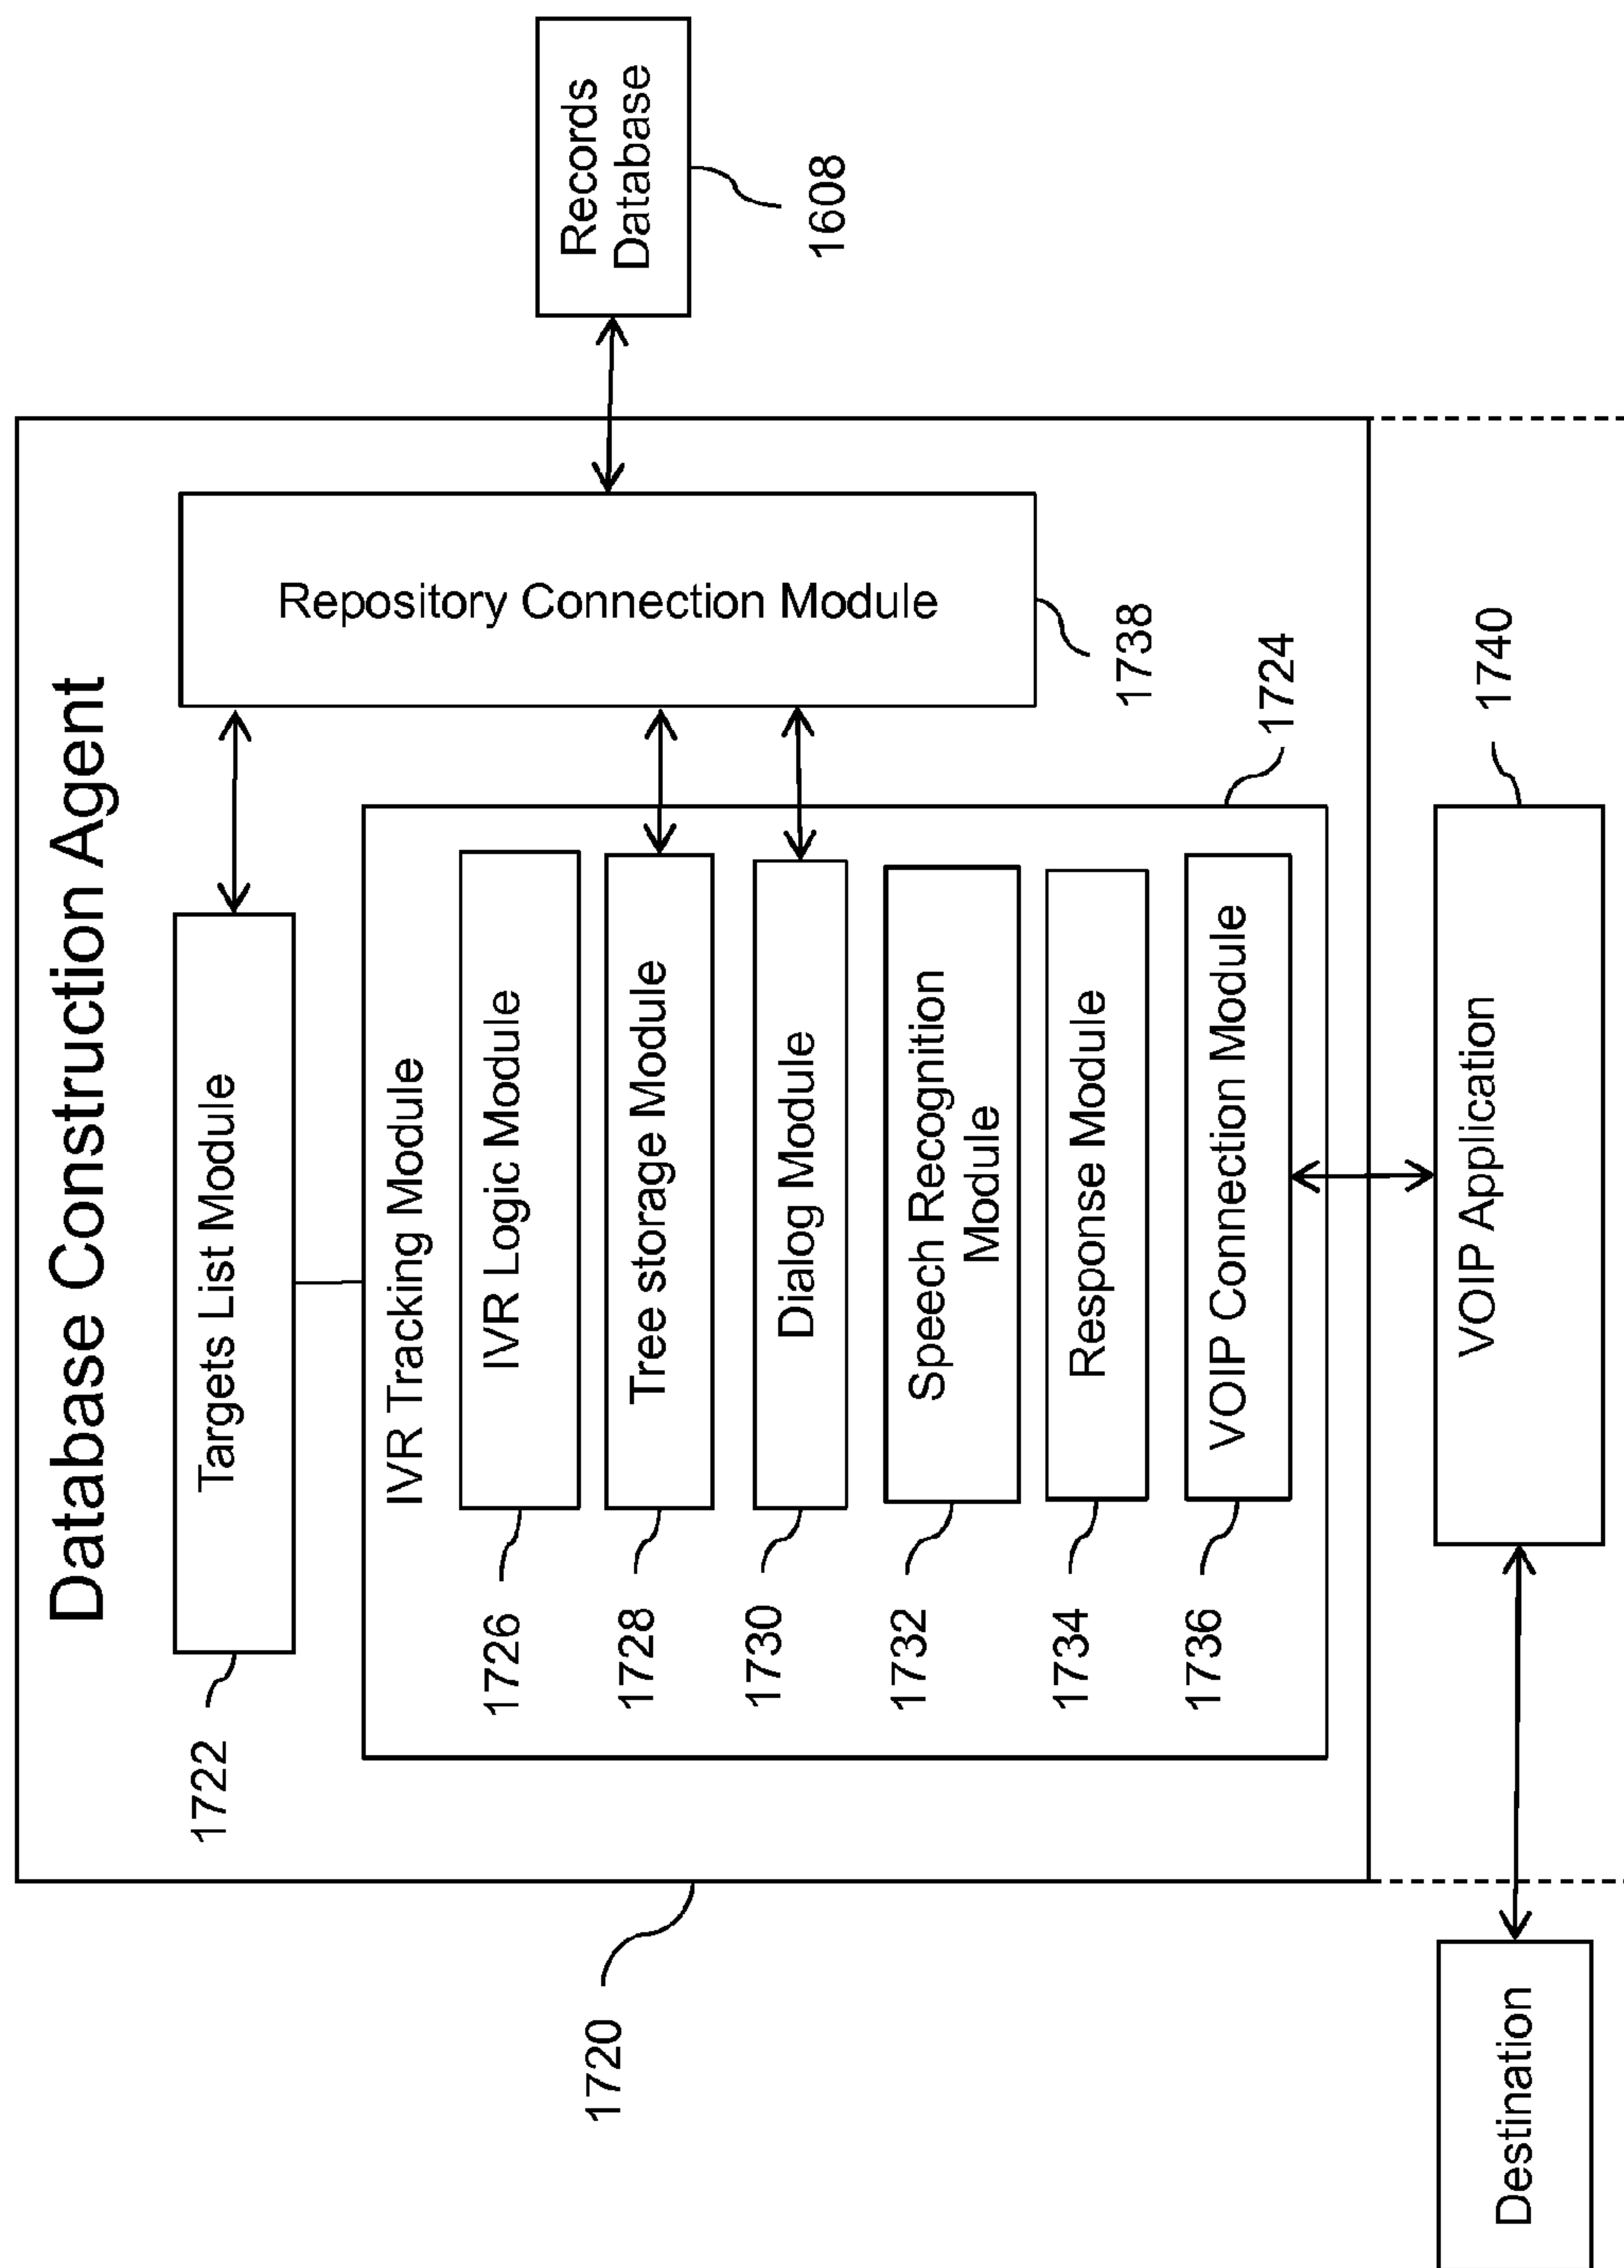 Database Construction Agent
Targets List Module
1722
IVR Tracking Module
IVR Logic Module
1726
Tree storage Module
1728
Dialog Module
1730
Speech Recognition
Module
1732
Response Module
1734
VOIP Connection Module
1736
1724
Repository Connection Module
1738
Records
Database
1608
1720
VOIP Application
1740
Destination